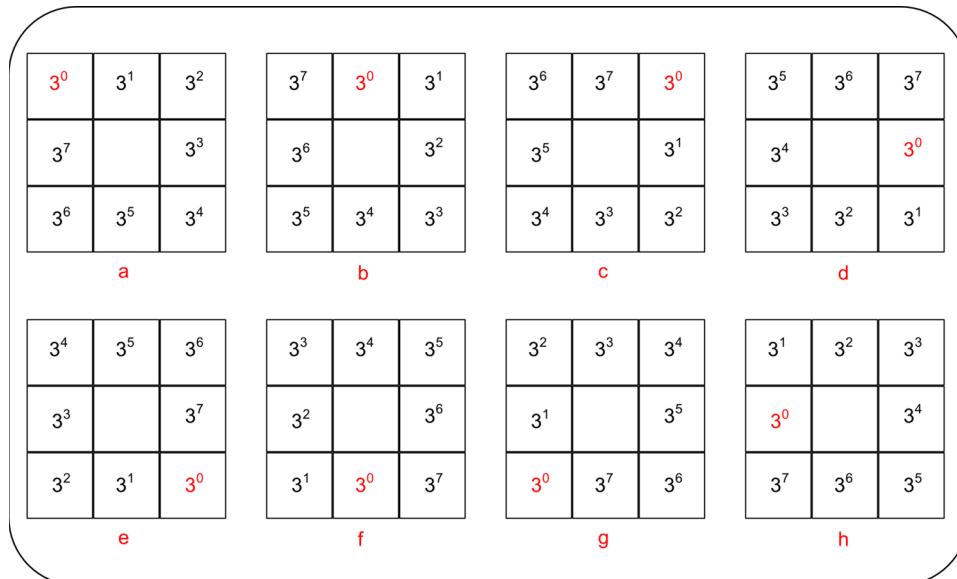 3⁰ 3¹ 3² 3⁷ 3⁰ 3¹ 3⁶ 3⁷ 3⁰ 3⁵ 3⁶ 3⁷
3⁷ 3³ 3⁶ 3² 3⁵ 3¹ 3⁴ 3⁰
3⁶ 3⁵ 3⁴ 3⁵ 3⁴ 3³ 3⁴ 3³ 3² 3³ 3² 3¹
a b c d
3⁴ 3⁵ 3⁶ 3³ 3⁴ 3⁵ 3² 3³ 3⁴ 3¹ 3² 3³
3³ 3⁷ 3² 3⁶ 3¹ 3⁵ 3⁰ 3⁴
3² 3¹ 3⁰ 3¹ 3⁰ 3⁷ 3⁰ 3⁷ 3⁶ 3⁷ 3⁶ 3⁵
e f g h